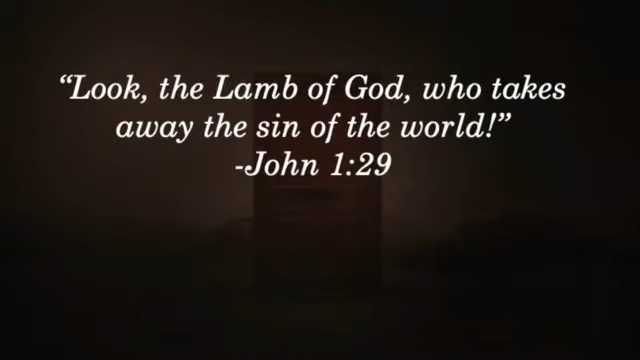 “Look, the Lamb of God, who takes
away the sin of the world!”
-John 1:29